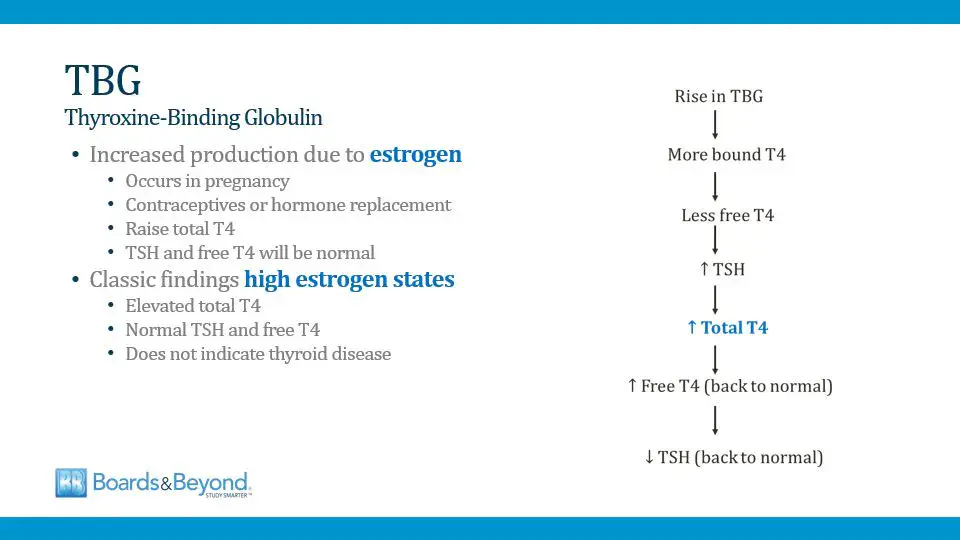 TBG
Thyroxine-Binding Globulin
• Increased production due to estrogen
• Occurs in pregnancy
• Contraceptives or hormone replacement
• Raise total T4
• TSH and free T4 will be normal
• Classic findings high estrogen states
• Elevated total T4
• Normal TSH and free T4
• Does not indicate thyroid disease
Rise in TBG
More bound T4
Less free T4
↑ TSH
↑ Total T4
↑ Free T4 (back to normal)
↓ TSH (back to normal)
BB Boards&Beyond.
STUDY SMARTER™